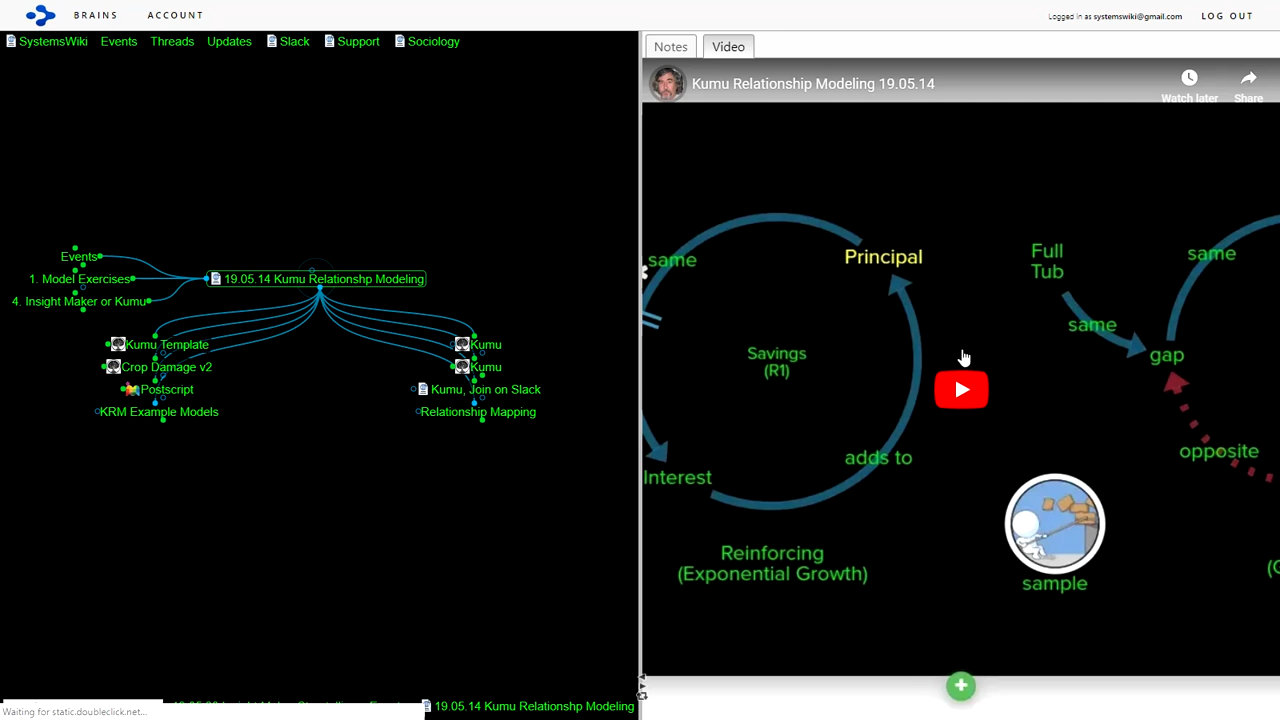 BRAINS
ACCOUNT
Logged in as systemswiki@gmail.com
LOG OUT
SystemsWiki
Events
Threads
Updates
Slack
Support
Sociology
Notes
Video
Kumu Relationship Modeling 19.05.14
Watch later
Share
Events
1. Model Exercises
4. Insight Maker or Kumu
19.05.14 Kumu Relationshp Modeling
Kumu Template
Crop Damage v2
Postscript
KRM Example Models
Kumu
Kumu
Kumu, Join on Slack
Relationship Mapping
same
Principal
Savings
(R1)
Interest
adds to
Reinforcing
(Exponential Growth)
Full
Tub
same
same
gap
opposite
sample
Waiting for static.doubleclick.net...
19.05.14 Kumu Relationshp Modeling